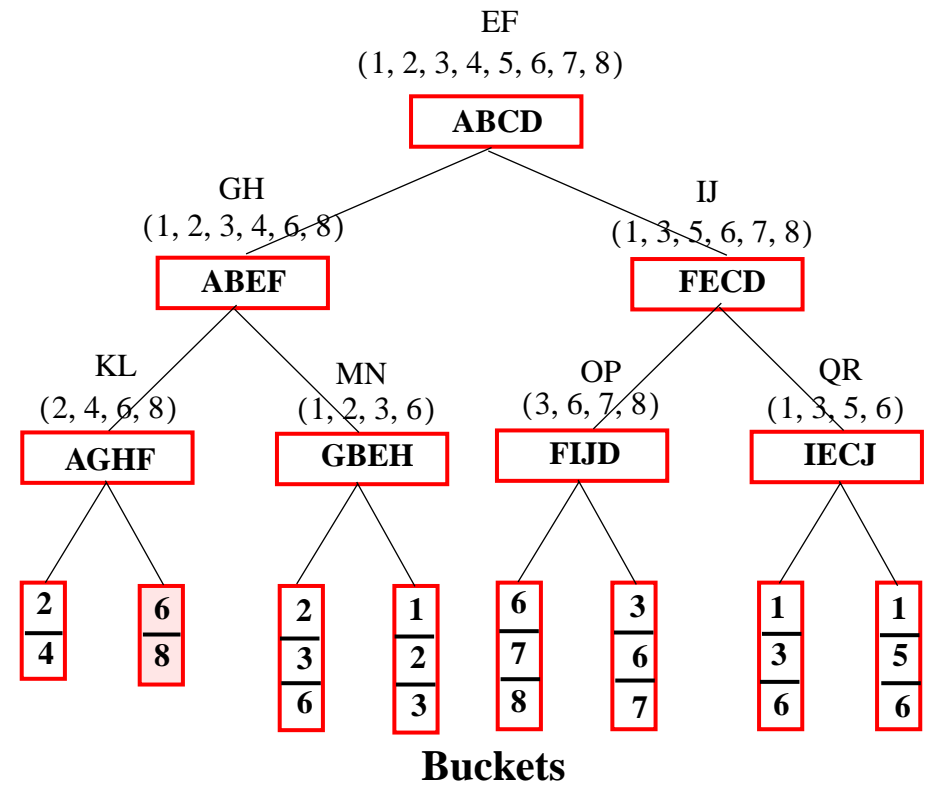 EF
(1, 2, 3, 4, 5, 6, 7, 8)
ABCD
GH
(1, 2, 3, 4, 6, 8)
ABEF
IJ
(1, 3, 5, 6, 7, 8)
FECD
KL
(2, 4, 6, 8)
AGHF
MN
(1, 2, 3, 6)
GBEH
OP
(3, 6, 7, 8)
FIJD
QR
(1, 3, 5, 6)
IECJ
2
4
6
8
2
3
6
1
2
3
6
7
8
3
6
7
1
3
6
1
5
6
Buckets